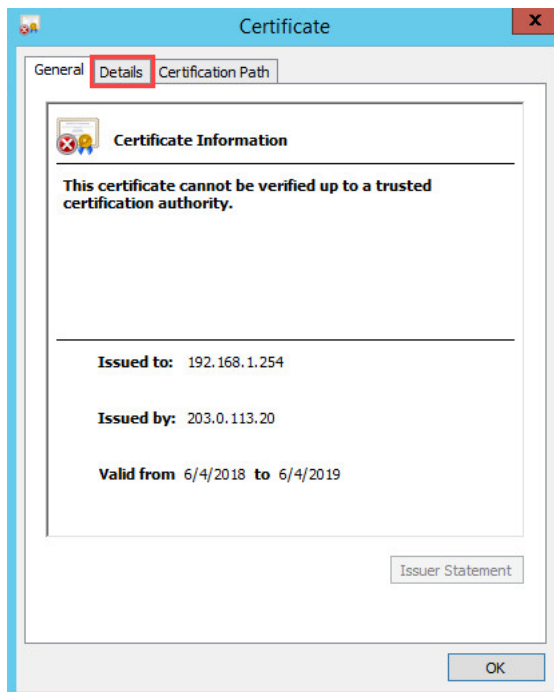 Certificate
x
General Details Certification Path
Certificate Information
This certificate cannot be verified up to a trusted
certification authority.
Issued to: 192.168.1.254
Issued by: 203.0.113.20
Valid from 6/4/2018 to 6/4/2019
Issuer Statement
OK